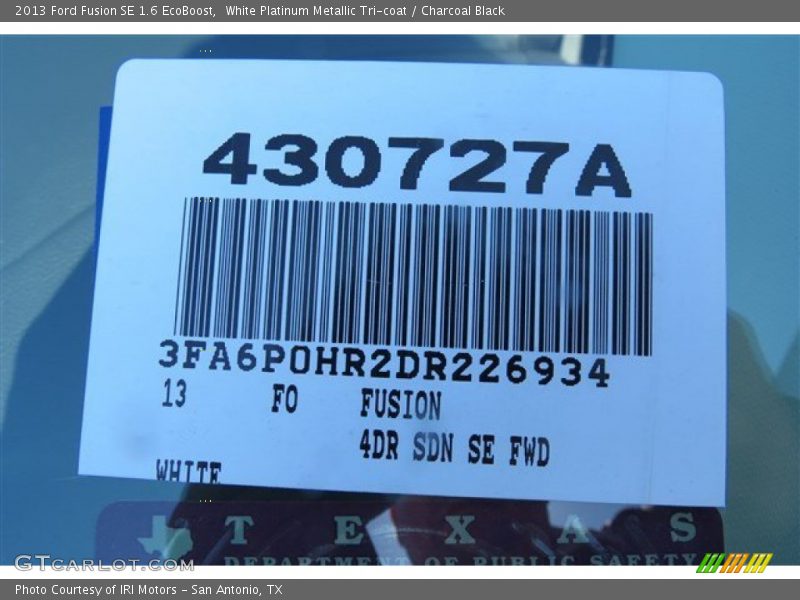 2013 Ford Fusion SE 1.6 EcoBoost,  White Platinum Metallic Tri-coat / Charcoal Black
430727A
3FA6P0HR2DR226934
13 FO FUSION
4DR SDN SE FWD
WHITE
TEXAS
DEPARTMENT OF PUBLIC SAFETY
GTcarlot.com
Photo Courtesy of IRI Motors - San Antonio, TX